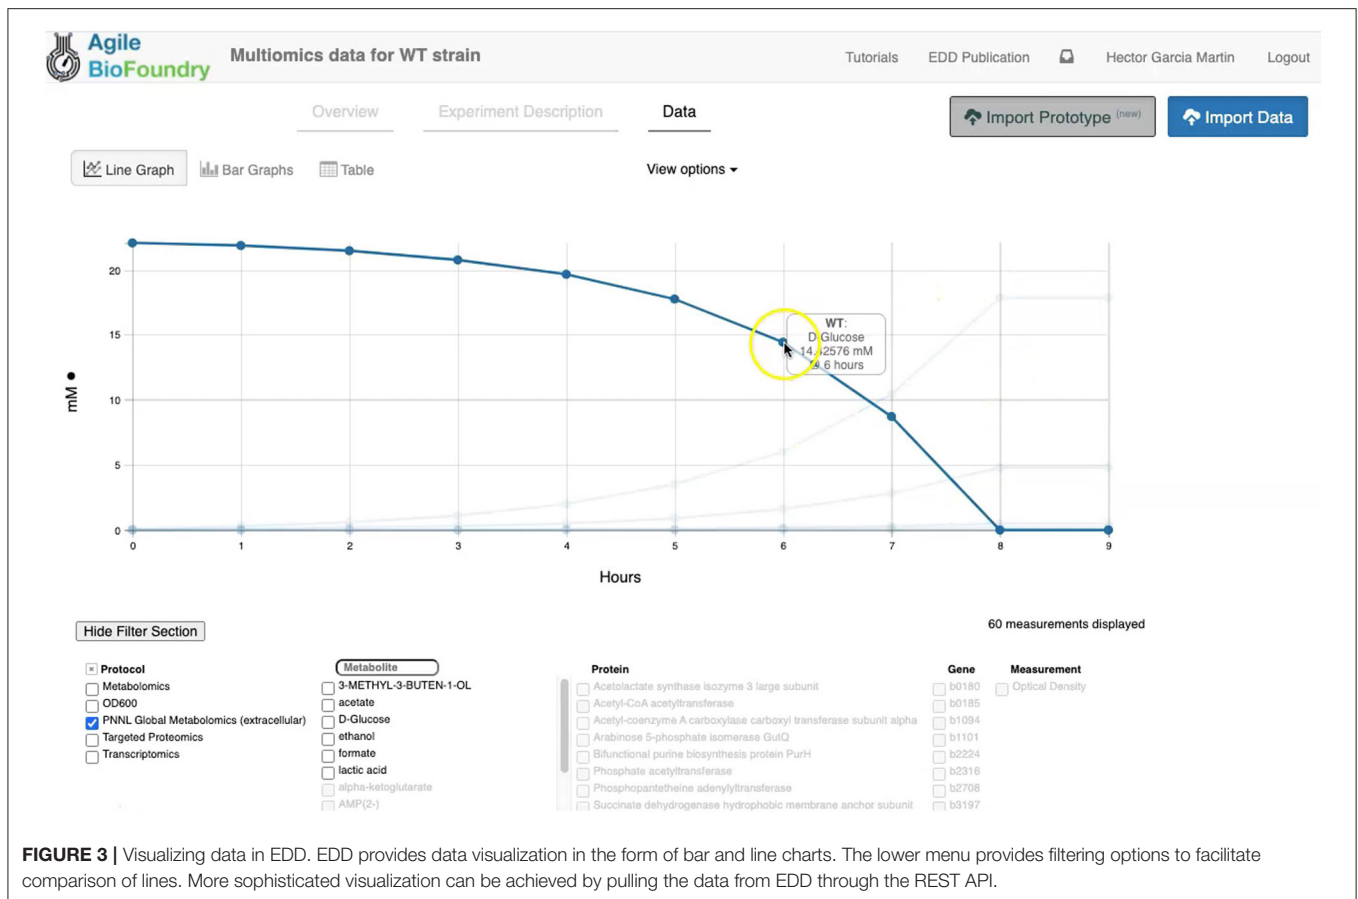 Agile
BioFoundry
Multiomics data for WT strain
Tutorials EDD Publication Hector Garcia Martin Logout
Overview Experiment Description Data
Import Prototype (new) Import Data
Line Graph Bar Graphs Table View options
20
15
10
5
0
mM
WT:
D-Glucose
14.42576 mM
@ 6 hours
0 1 2 3 4 5 6 7 8 9
Hours
Hide Filter Section
60 measurements displayed
Protocol
Metabolomics
OD600
PNNL Global Metabolomics (extracellular)
Targeted Proteomics
Transcriptomics
Metabolite
3-METHYL-3-BUTEN-1-OL
acetate
D-Glucose
ethanol
formate
lactic acid
alpha-ketoglutarate
AMP(2-)
Protein
Acetolactate synthase isozyme 3 large subunit
Acetyl-CoA acetyltransferase
Acetyl-coenzyme A carboxylase carboxyl transferase subunit alpha
Arabinose 5-phosphate isomerase GutQ
Bifunctional purine biosynthesis protein PurH
Phosphate acetyltransferase
Phosphopantetheine adenylyltransferase
Succinate dehydrogenase hydrophobic membrane anchor subunit
Gene
b0180
b0185
b1094
b1101
b2224
b2316
b2708
b3197
Measurement
Optical Density
FIGURE 3 | Visualizing data in EDD. EDD provides data visualization in the form of bar and line charts. The lower menu provides filtering options to facilitate
comparison of lines. More sophisticated visualization can be achieved by pulling the data from EDD through the REST API.